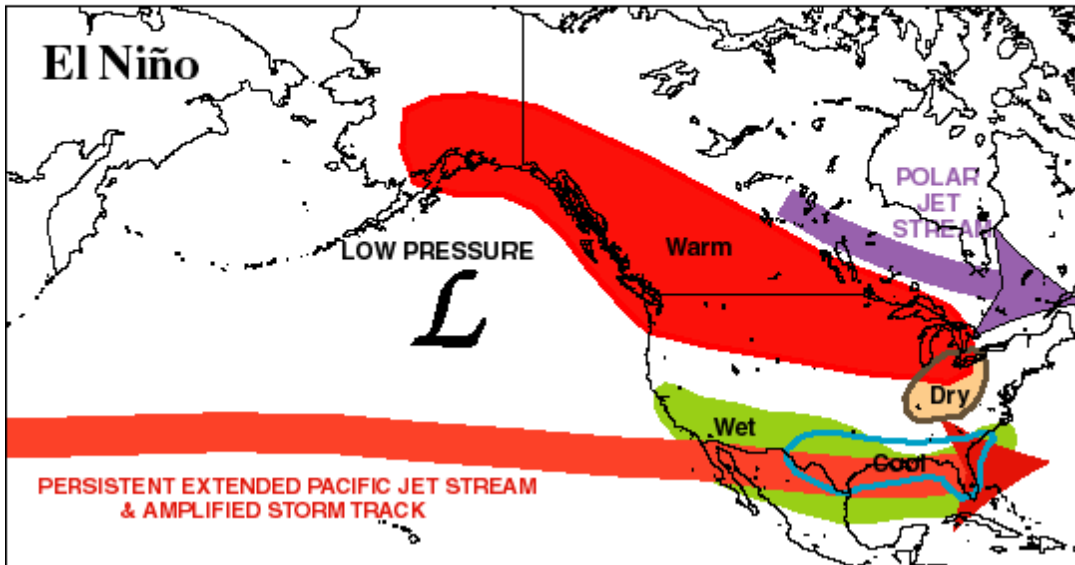 El Niño
POLAR
JET
STREAM
LOW PRESSURE
L
Warm
Dry
Wet
Cool
PERSISTENT EXTENDED PACIFIC JET STREAM
& AMPLIFIED STORM TRACK